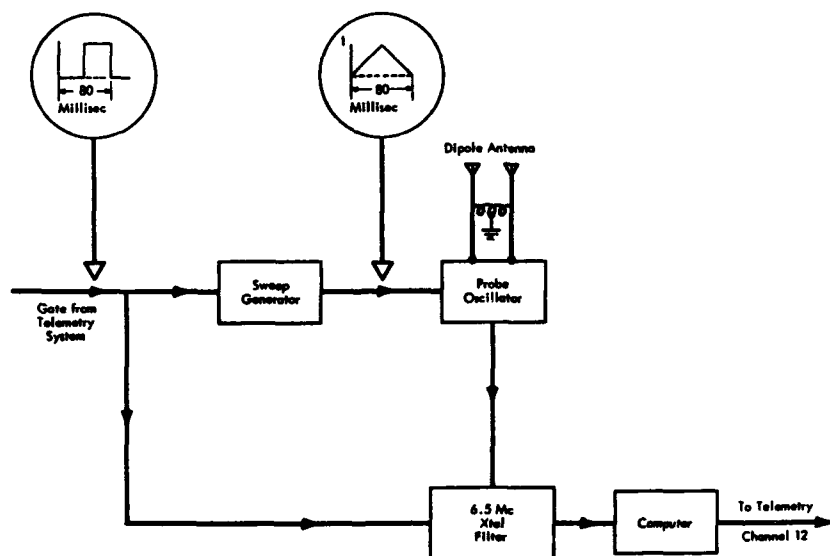 80
Millisec
1
80
Millisec
Dipole Antenna
Gate from
Telemetry
System
Sweep
Generator
Probe
Oscillator
6.5 Mc
Xtal
Filter
Computer
To Telemetry
Channel 12